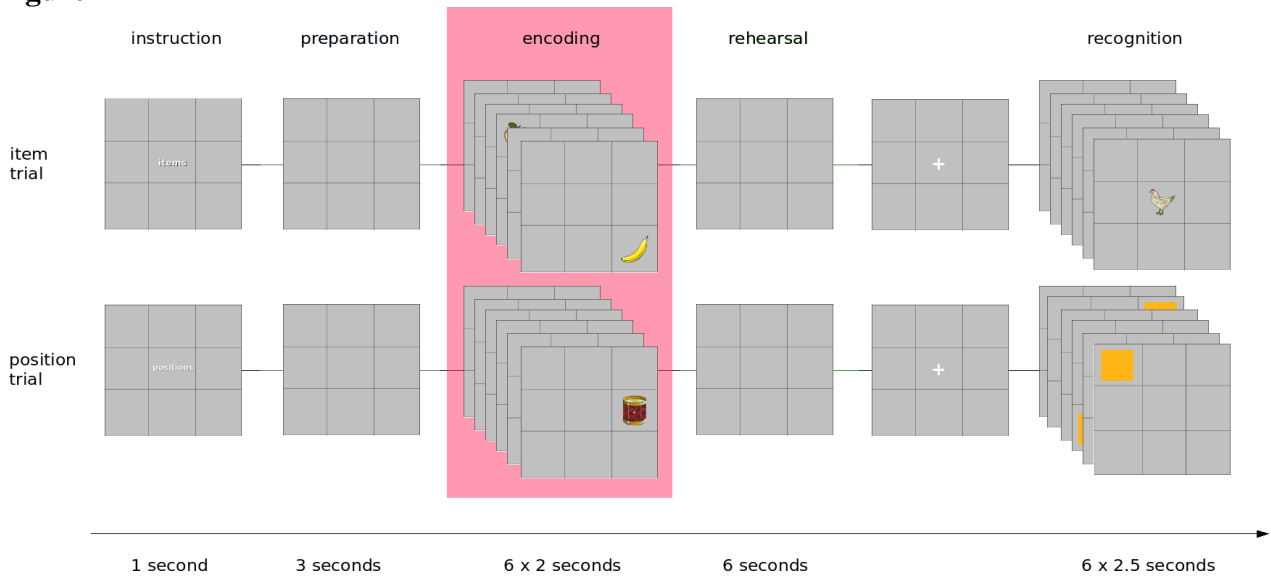 instruction preparation encoding rehearsal recognition
item
trial
items
+
position
trial
positions
+
1 second 3 seconds 6 x 2 seconds 6 seconds 6 x 2.5 seconds